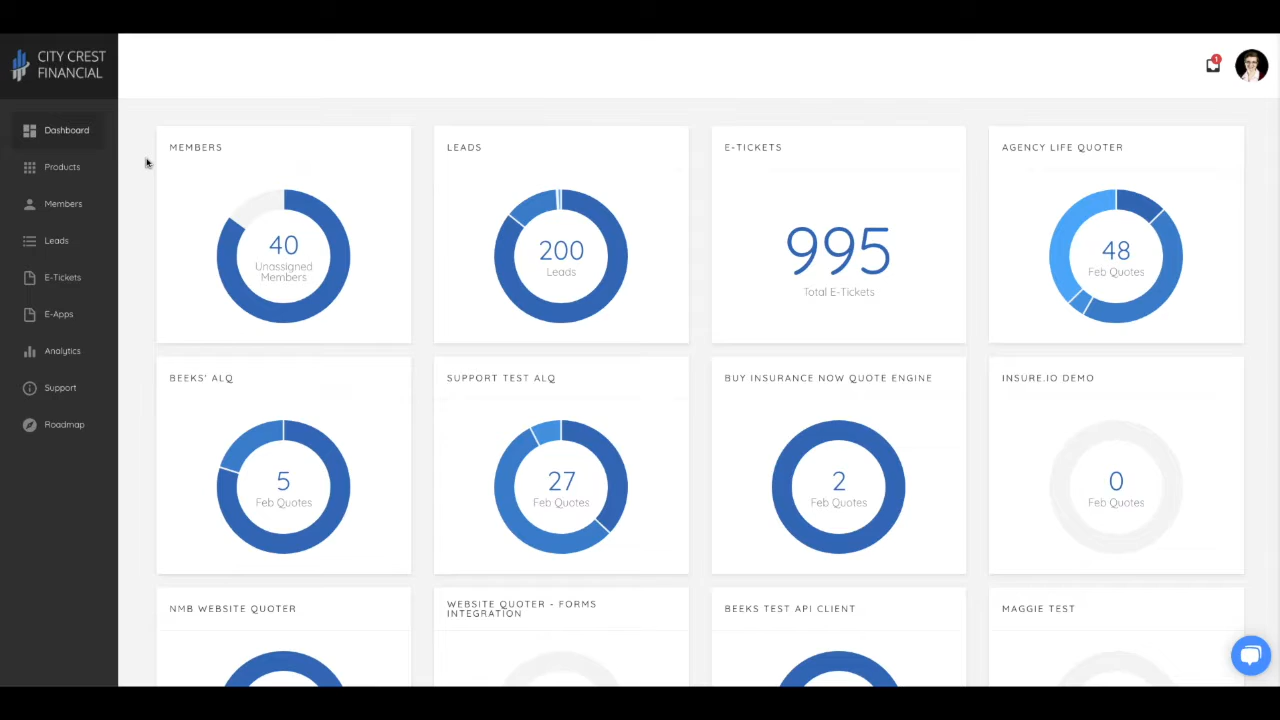 CITY CREST
FINANCIAL
1
Dashboard
Products
Members
Leads
E-Tickets
E-Apps
Analytics
Support
Roadmap
MEMBERS
40
Unassigned
Members
LEADS
200
Leads
E-TICKETS
995
Total E-Tickets
AGENCY LIFE QUOTER
48
Feb Quotes
BEEKS' ALQ
5
Feb Quotes
SUPPORT TEST ALQ
27
Feb Quotes
BUY INSURANCE NOW QUOTE ENGINE
2
Feb Quotes
INSURE.IO DEMO
0
Feb Quotes
NMB WEBSITE QUOTER
WEBSITE QUOTER - FORMS
INTEGRATION
BEEKS TEST API CLIENT
MAGGIE TEST